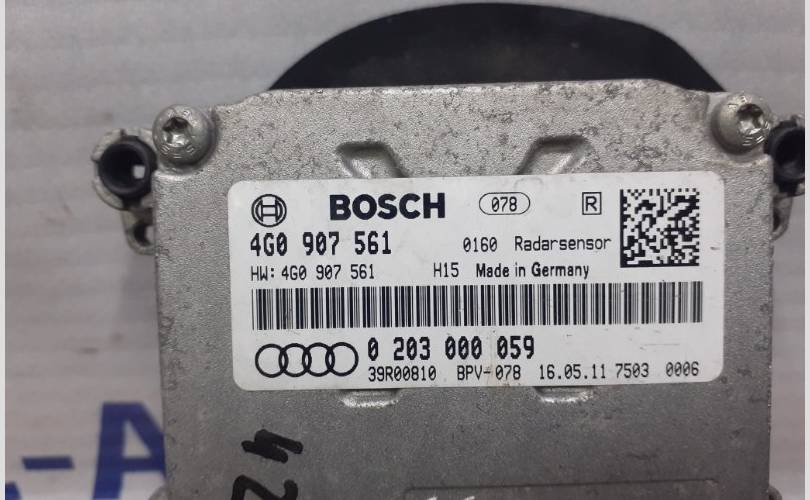 BOSCH 078 R
4G0 907 561 0160 Radarsensor
HW: 4G0 907 561 H15 Made in Germany
0 203 000 059
39R00810 BPV-078 16.05.11 7503 0006
42